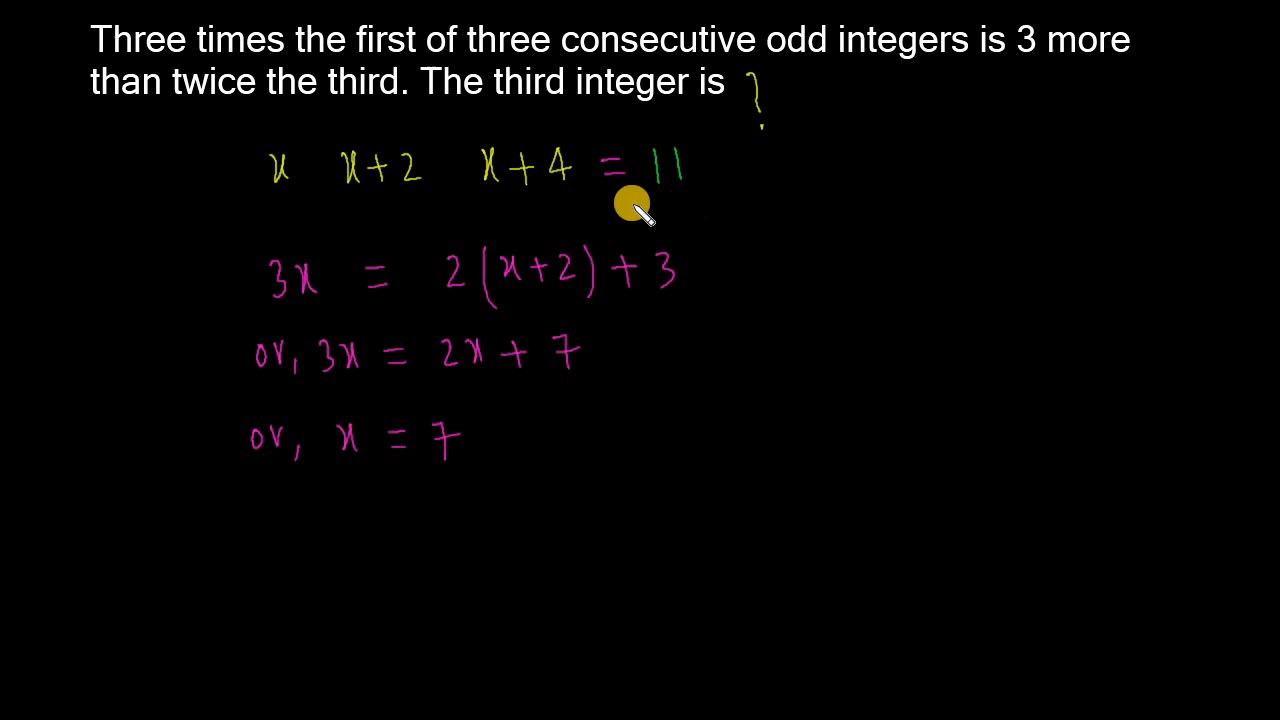 Three times the first of three consecutive odd integers is 3 more
than twice the third. The third integer is ?
x x+2 x+4 = 11
3x = 2(x+2)+3
or, 3x = 2x + 7
or, x = 7